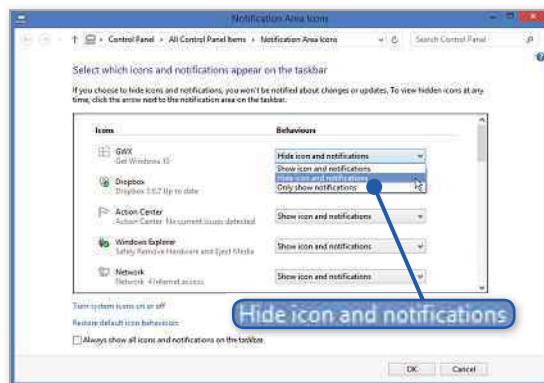 Notification Area Icons
Control Panel ▸ All Control Panel Items ▸ Notification Area Icons
Search Control Panel
Select which icons and notifications appear on the taskbar
If you choose to hide icons and notifications, you won't be notified about changes or updates. To view hidden icons at any
time, click the arrow next to the notification area on the taskbar.
Icons Behaviours
GWX
Get Windows 10
Hide icon and notifications
Show icon and notifications
Hide icon and notifications
Only show notifications
Dropbox
Dropbox 3.6.7 Up to date
Action Center
Action Center No current issues detected
Show icon and notifications
Windows Explorer
Safely Remove Hardware and Eject Media
Show icon and notifications
Network
Network 4 Internet access
Show icon and notifications
Hide icon and notifications
Turn system icons on or off
Restore default icon behaviours
Always show all icons and notifications on the taskbar
OK Cancel